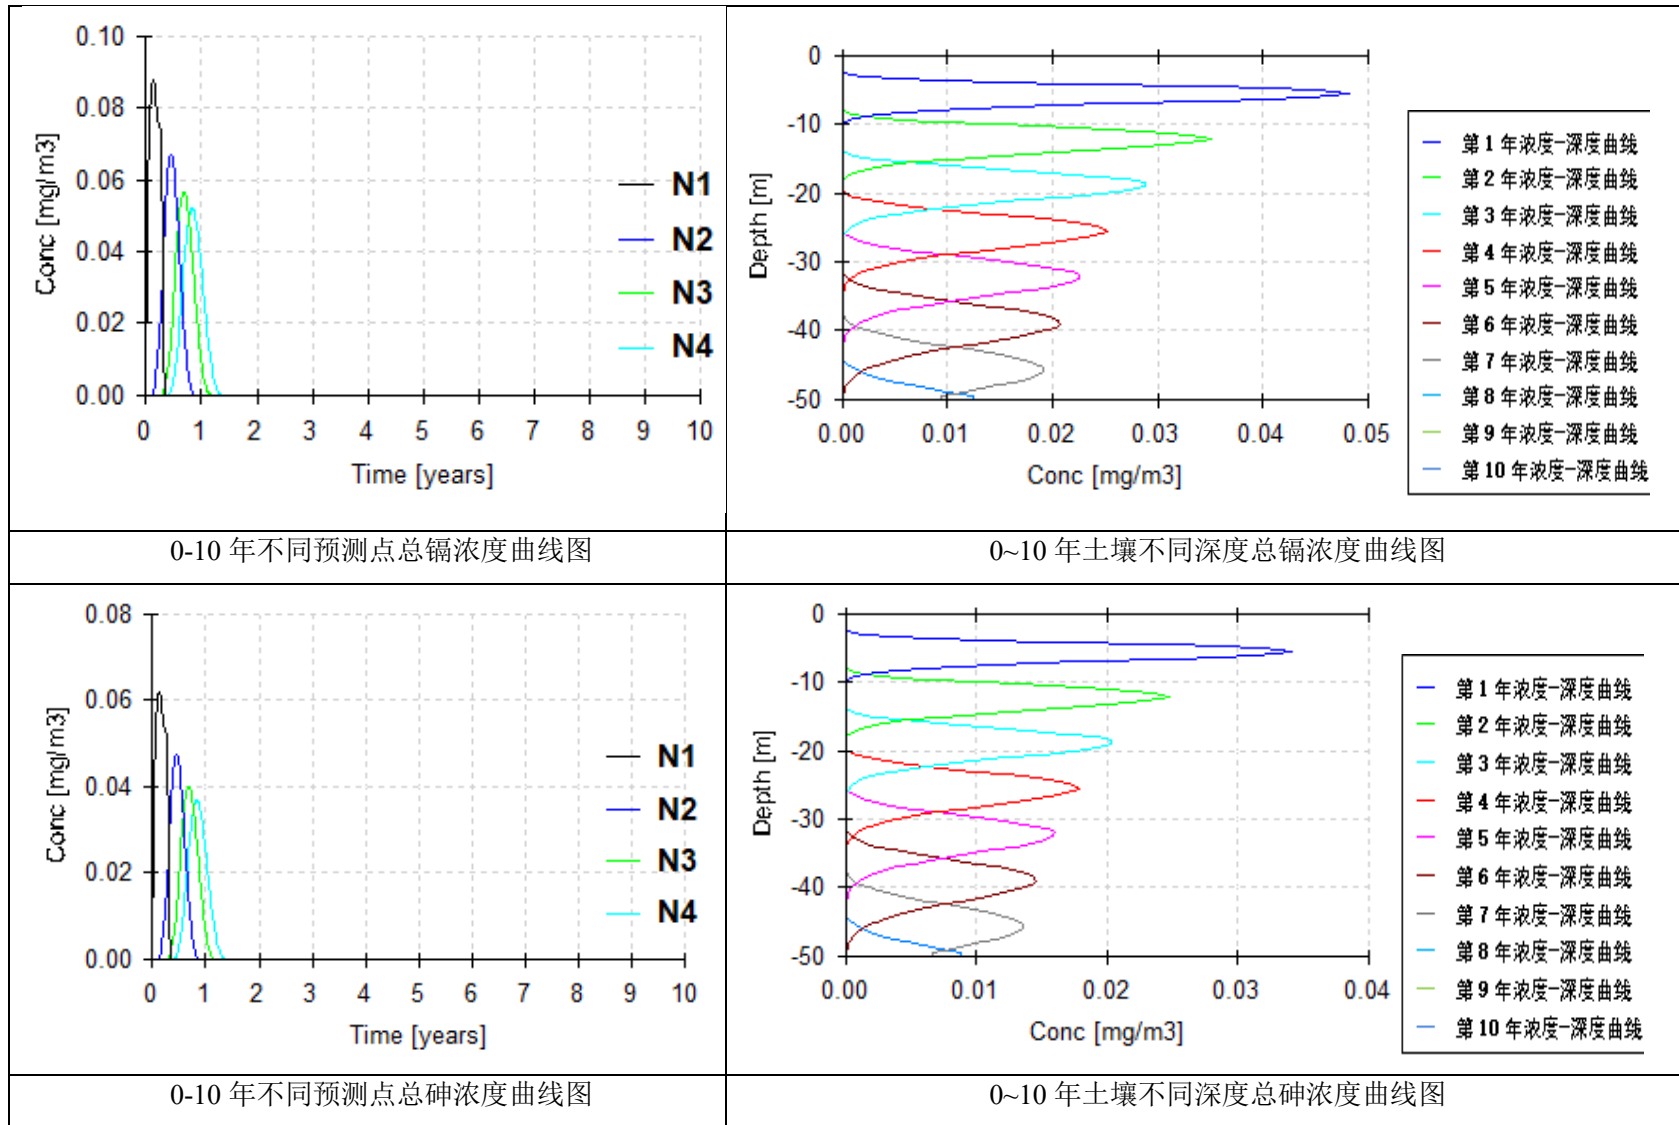 0.10
0.08
0.06
0.04
0.02
0.00
Conc [mg/m3]
0 1 2 3 4 5 6 7 8 9 10
Time [years]
N1
N2
N3
N4
0
-10
-20
-30
-40
-50
Depth [m]
0.00 0.01 0.02 0.03 0.04 0.05
Conc [mg/m3]
第1年浓度-深度曲线
第2年浓度-深度曲线
第3年浓度-深度曲线
第4年浓度-深度曲线
第5年浓度-深度曲线
第6年浓度-深度曲线
第7年浓度-深度曲线
第8年浓度-深度曲线
第9年浓度-深度曲线
第10年浓度-深度曲线
0-10 年不同预测点总镉浓度曲线图
0~10 年土壤不同深度总镉浓度曲线图
0.08
0.06
0.04
0.02
0.00
Conc [mg/m3]
0 1 2 3 4 5 6 7 8 9 10
Time [years]
N1
N2
N3
N4
0
-10
-20
-30
-40
-50
Depth [m]
0.00 0.01 0.02 0.03 0.04
Conc [mg/m3]
第1年浓度-深度曲线
第2年浓度-深度曲线
第3年浓度-深度曲线
第4年浓度-深度曲线
第5年浓度-深度曲线
第6年浓度-深度曲线
第7年浓度-深度曲线
第8年浓度-深度曲线
第9年浓度-深度曲线
第10年浓度-深度曲线
0-10 年不同预测点总砷浓度曲线图
0~10 年土壤不同深度总砷浓度曲线图